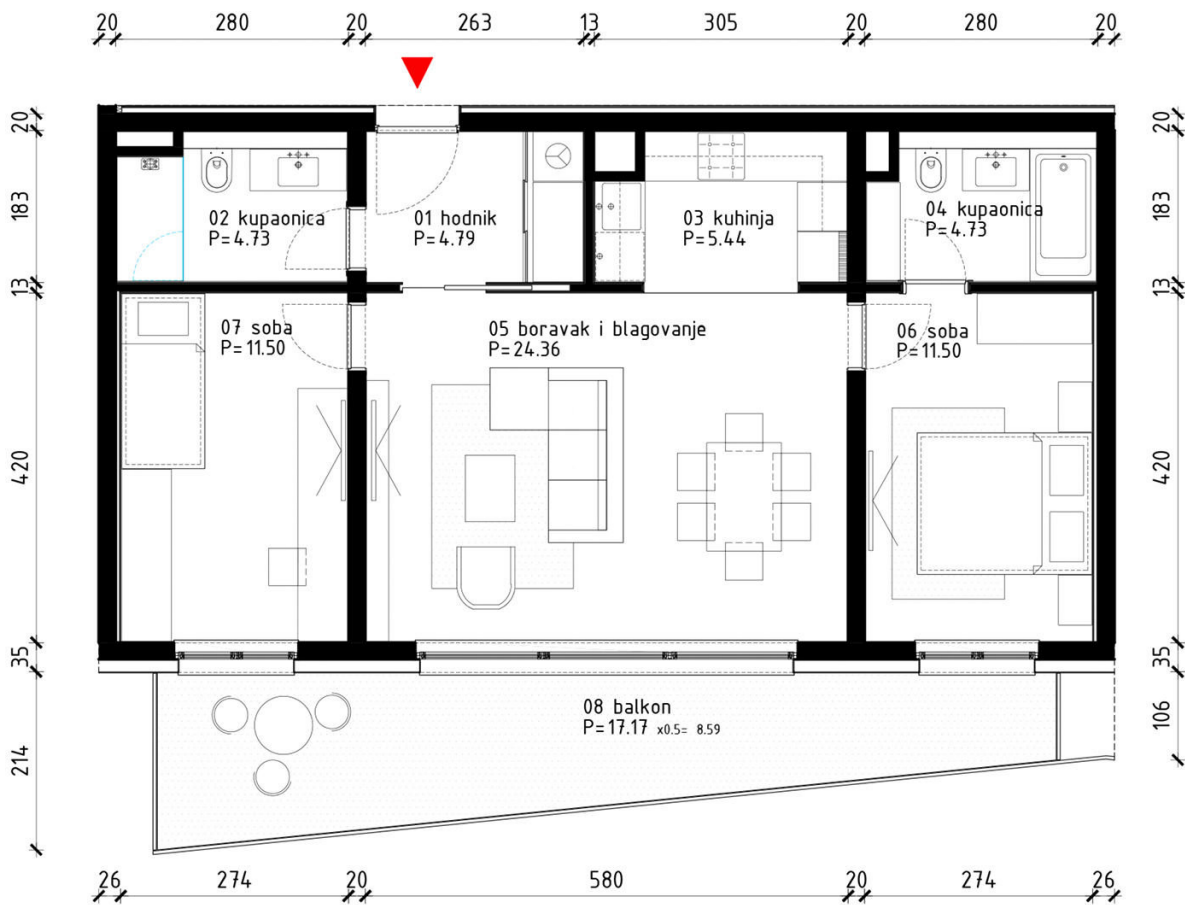 20 280 20 263 13 305 20 280 20
20
183
13
420
35
214
20
183
13
420
35
106
02 kupaonica
P=4.73
01 hodnik
P=4.79
03 kuhinja
P=5.44
04 kupaonica
P=4.73
07 soba
P=11.50
05 boravak i blagovanje
P=24.36
06 soba
P=11.50
08 balkon
P=17.17 x0.5= 8.59
26 274 20 580 20 274 26